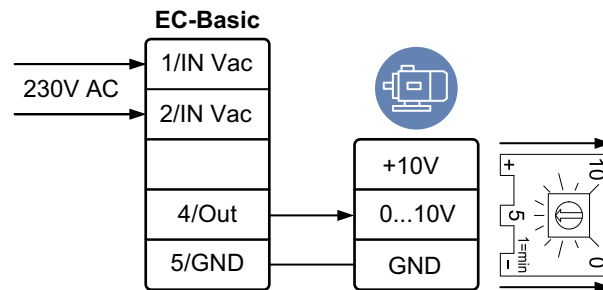 EC-Basic
1/IN Vac
230V AC
2/IN Vac
+10V
4/Out
0...10V
5/GND
GND
+
10
5
1=min
-
0